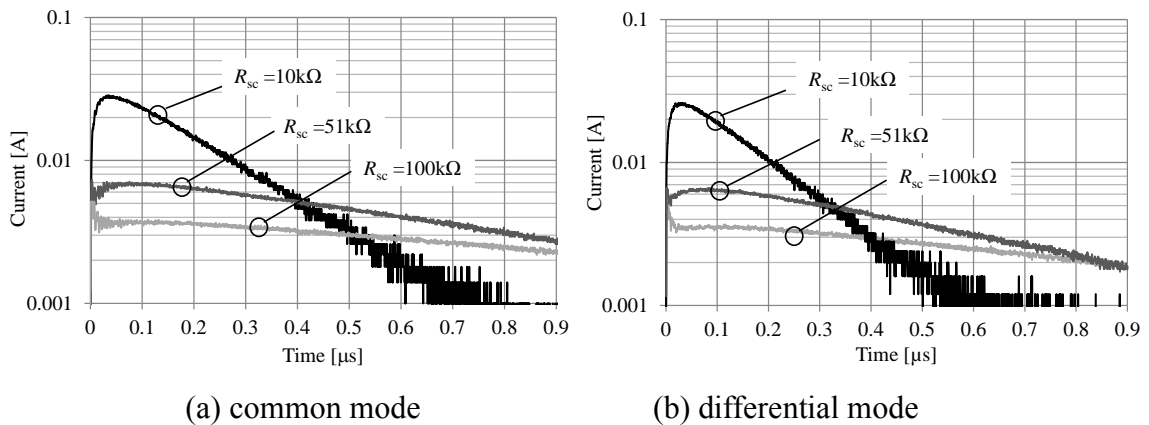 0.1
0.01
0.001
Current [A]
R_sc =10kΩ
R_sc =51kΩ
R_sc =100kΩ
0 0.1 0.2 0.3 0.4 0.5 0.6 0.7 0.8 0.9
Time [μs]
(a) common mode
0.1
0.01
0.001
Current [A]
R_sc =10kΩ
R_sc =51kΩ
R_sc =100kΩ
0 0.1 0.2 0.3 0.4 0.5 0.6 0.7 0.8 0.9
Time [µs]
(b) differential mode